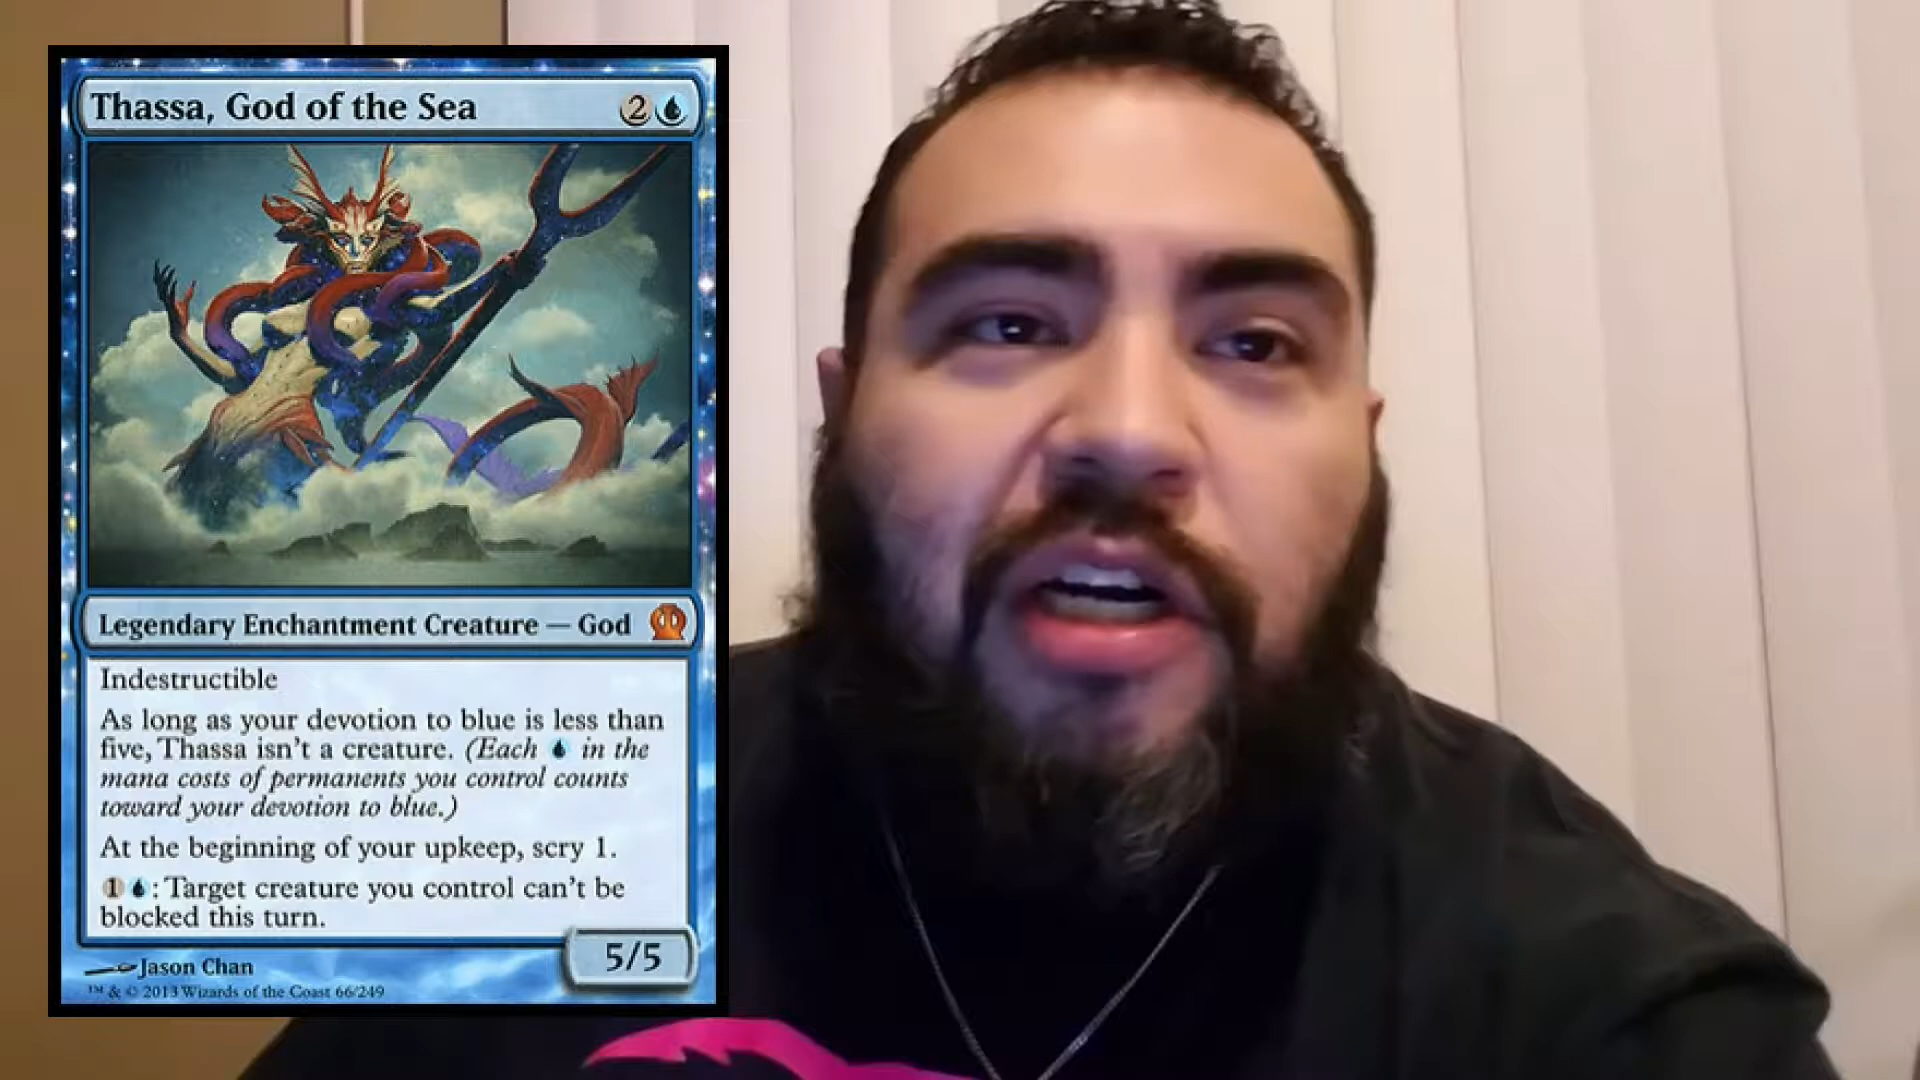 Thassa, God of the Sea 2
Legendary Enchantment Creature — God
Indestructible
As long as your devotion to blue is less than
five, Thassa isn't a creature. (Each in the
mana costs of permanents you control counts
toward your devotion to blue.)
At the beginning of your upkeep, scry 1.
1 : Target creature you control can't be
blocked this turn.
5/5
Jason Chan
™ & © 2013 Wizards of the Coast 66/249